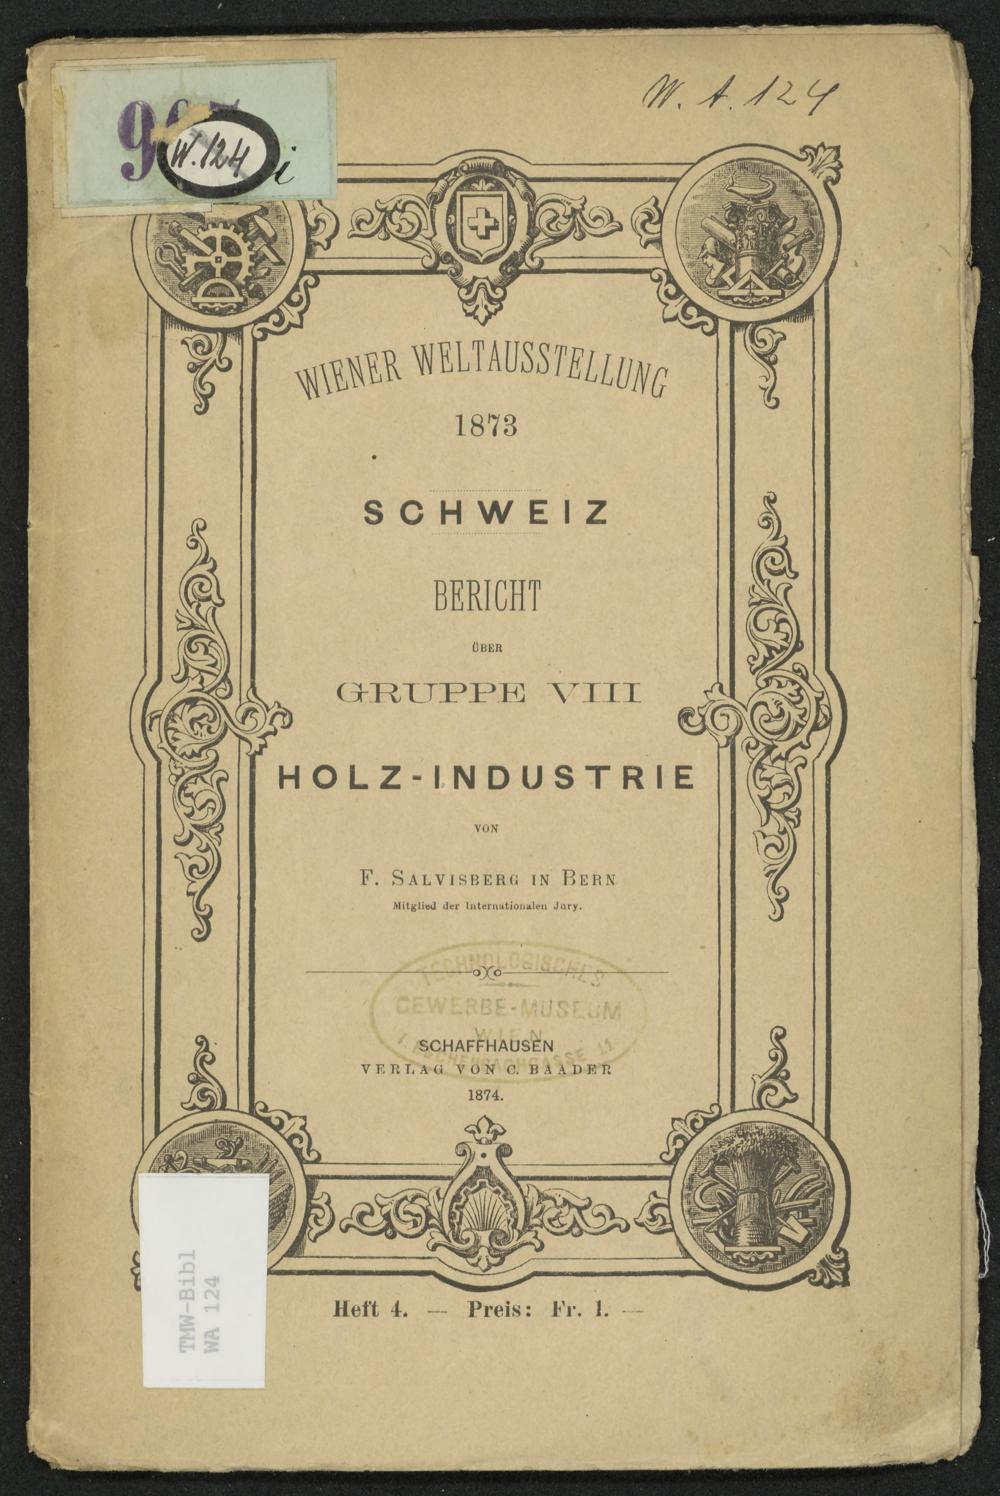 W. A. 124
W. 124
i
WIENER WELTAUSSTELLUNG
1873
SCHWEIZ
BERICHT
ÜBER
GRUPPE VIII
HOLZ-INDUSTRIE
VON
F. SALVISBERG IN BERN
Mitglied der Internationalen Jury.
TECHNOLOGISCHES
GEWERBE-MUSEUM
WIEN
I. ESCHENBACHGASSE 11
SCHAFFHAUSEN
VERLAG VON C. BAADER
1874.
Heft 4. — Preis: Fr. 1. —
TMW-Bibl
WA 124